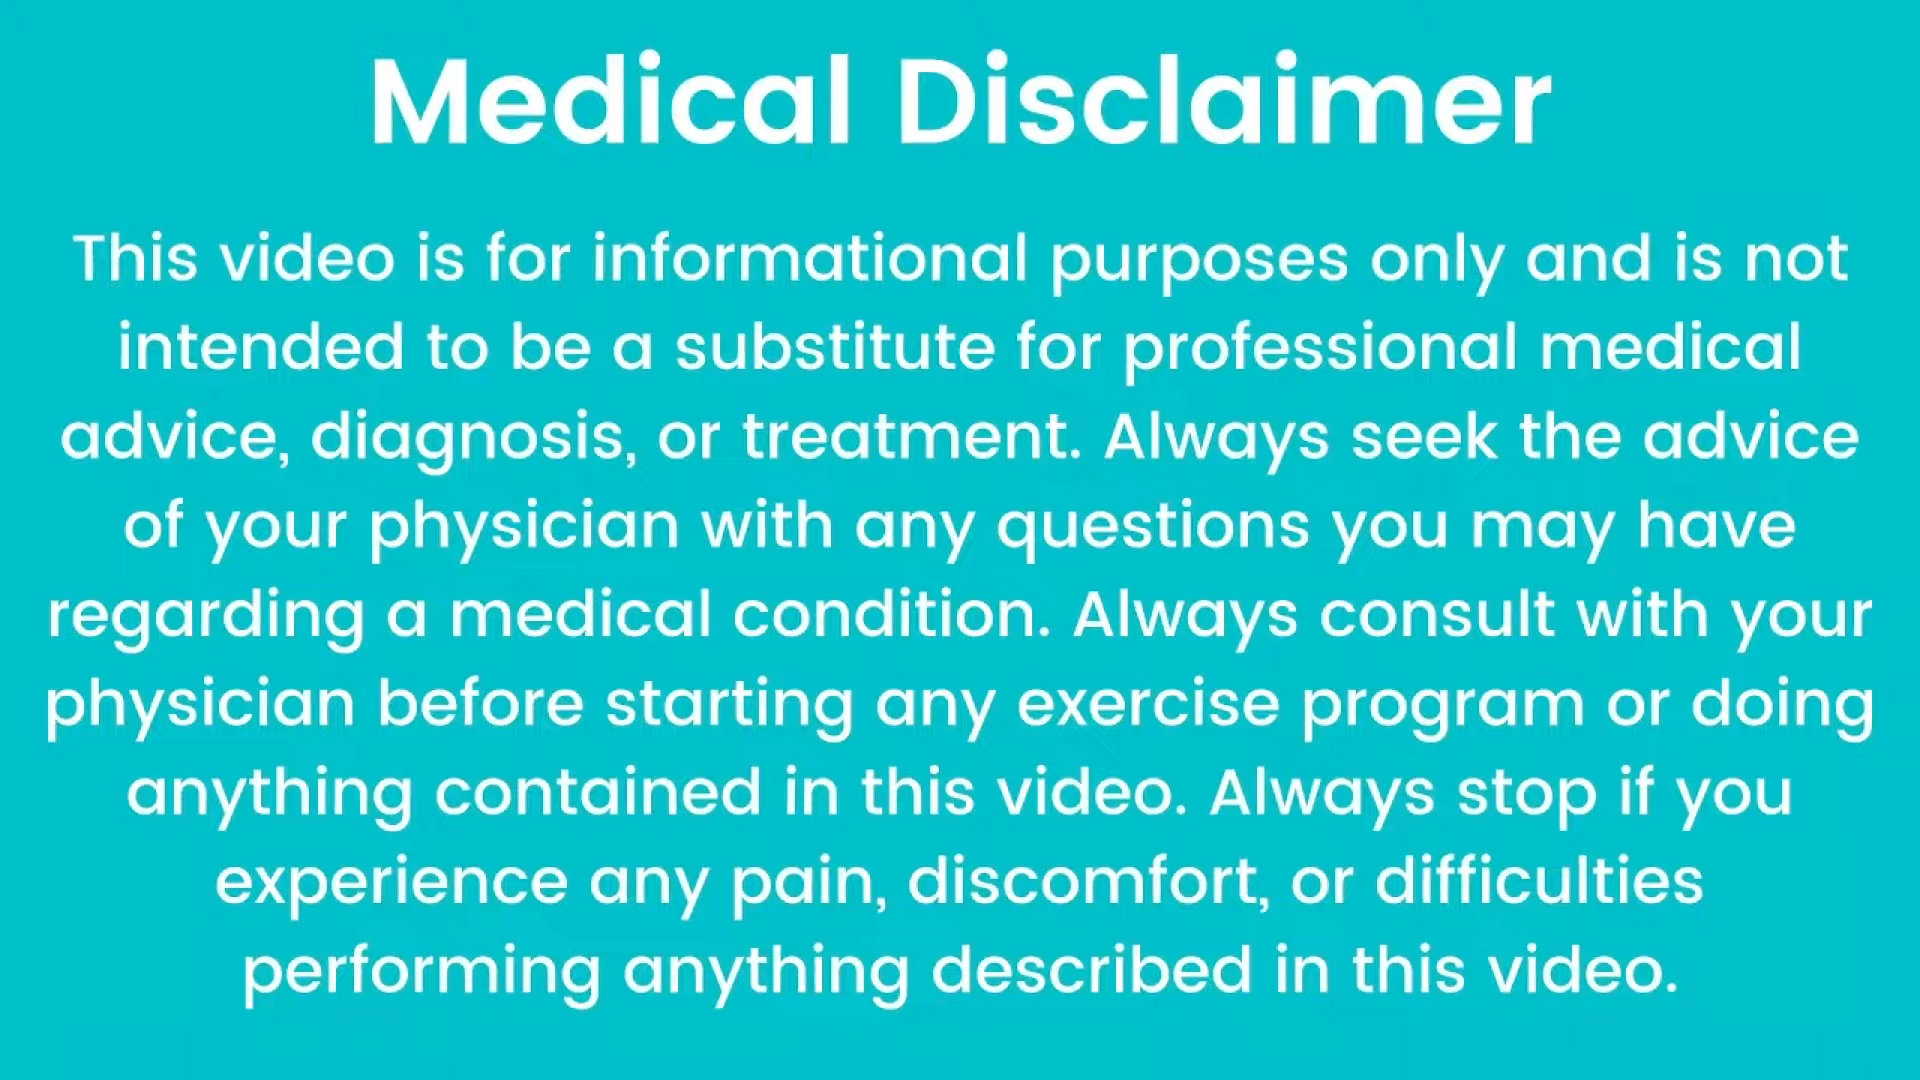 Medical Disclaimer
This video is for informational purposes only and is not
intended to be a substitute for professional medical
advice, diagnosis, or treatment. Always seek the advice
of your physician with any questions you may have
regarding a medical condition. Always consult with your
physician before starting any exercise program or doing
anything contained in this video. Always stop if you
experience any pain, discomfort, or difficulties
performing anything described in this video.